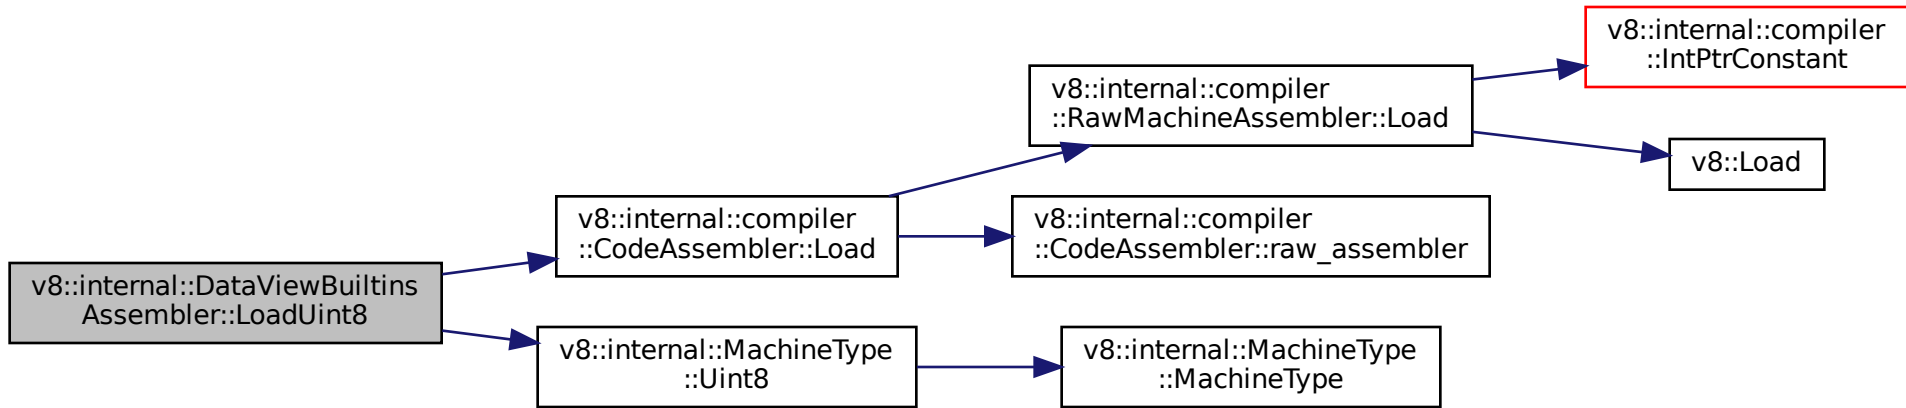 v8::internal::compiler
::IntPtrConstant
v8::internal::compiler
::RawMachineAssembler::Load
v8::Load
v8::internal::compiler
::CodeAssembler::Load
v8::internal::compiler
::CodeAssembler::raw_assembler
v8::internal::DataViewBuiltins
Assembler::LoadUint8
v8::internal::MachineType
::Uint8
v8::internal::MachineType
::MachineType